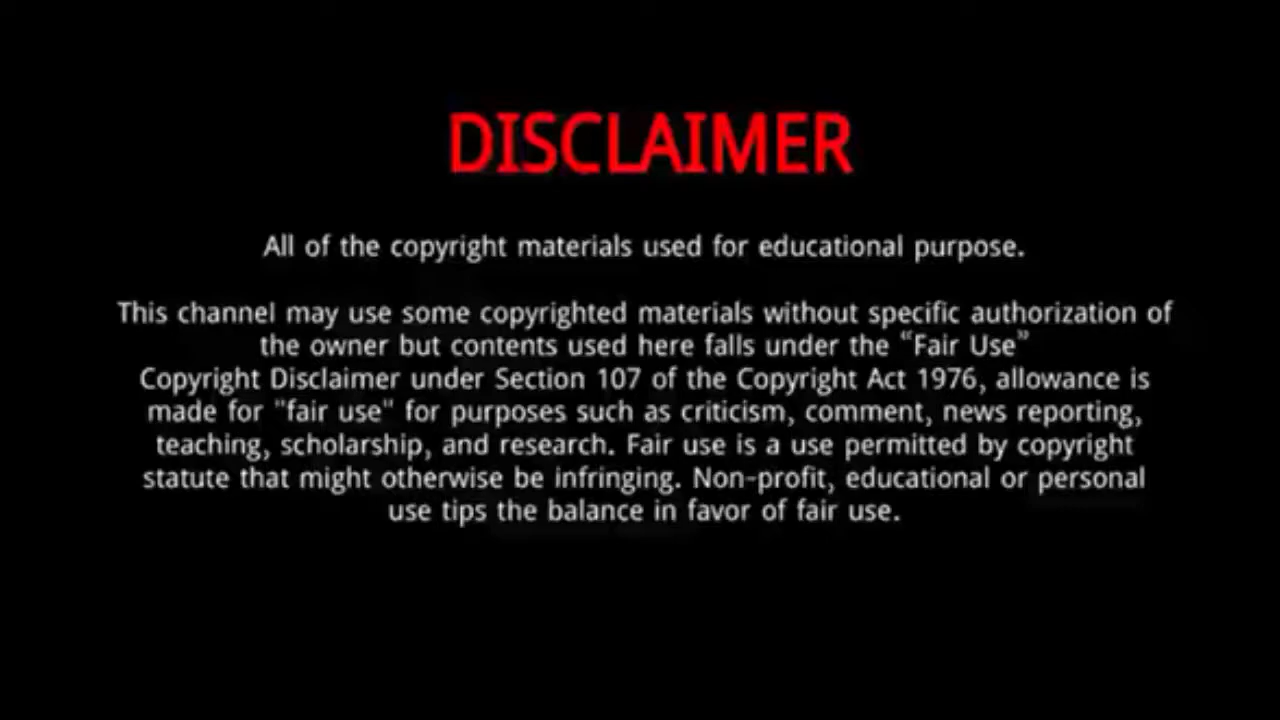 DISCLAIMER
All of the copyright materials used for educational purpose.
This channel may use some copyrighted materials without specific authorization of
the owner but contents used here falls under the “Fair Use”
Copyright Disclaimer under Section 107 of the Copyright Act 1976, allowance is
made for "fair use" for purposes such as criticism, comment, news reporting,
teaching, scholarship, and research. Fair use is a use permitted by copyright
statute that might otherwise be infringing. Non-profit, educational or personal
use tips the balance in favor of fair use.